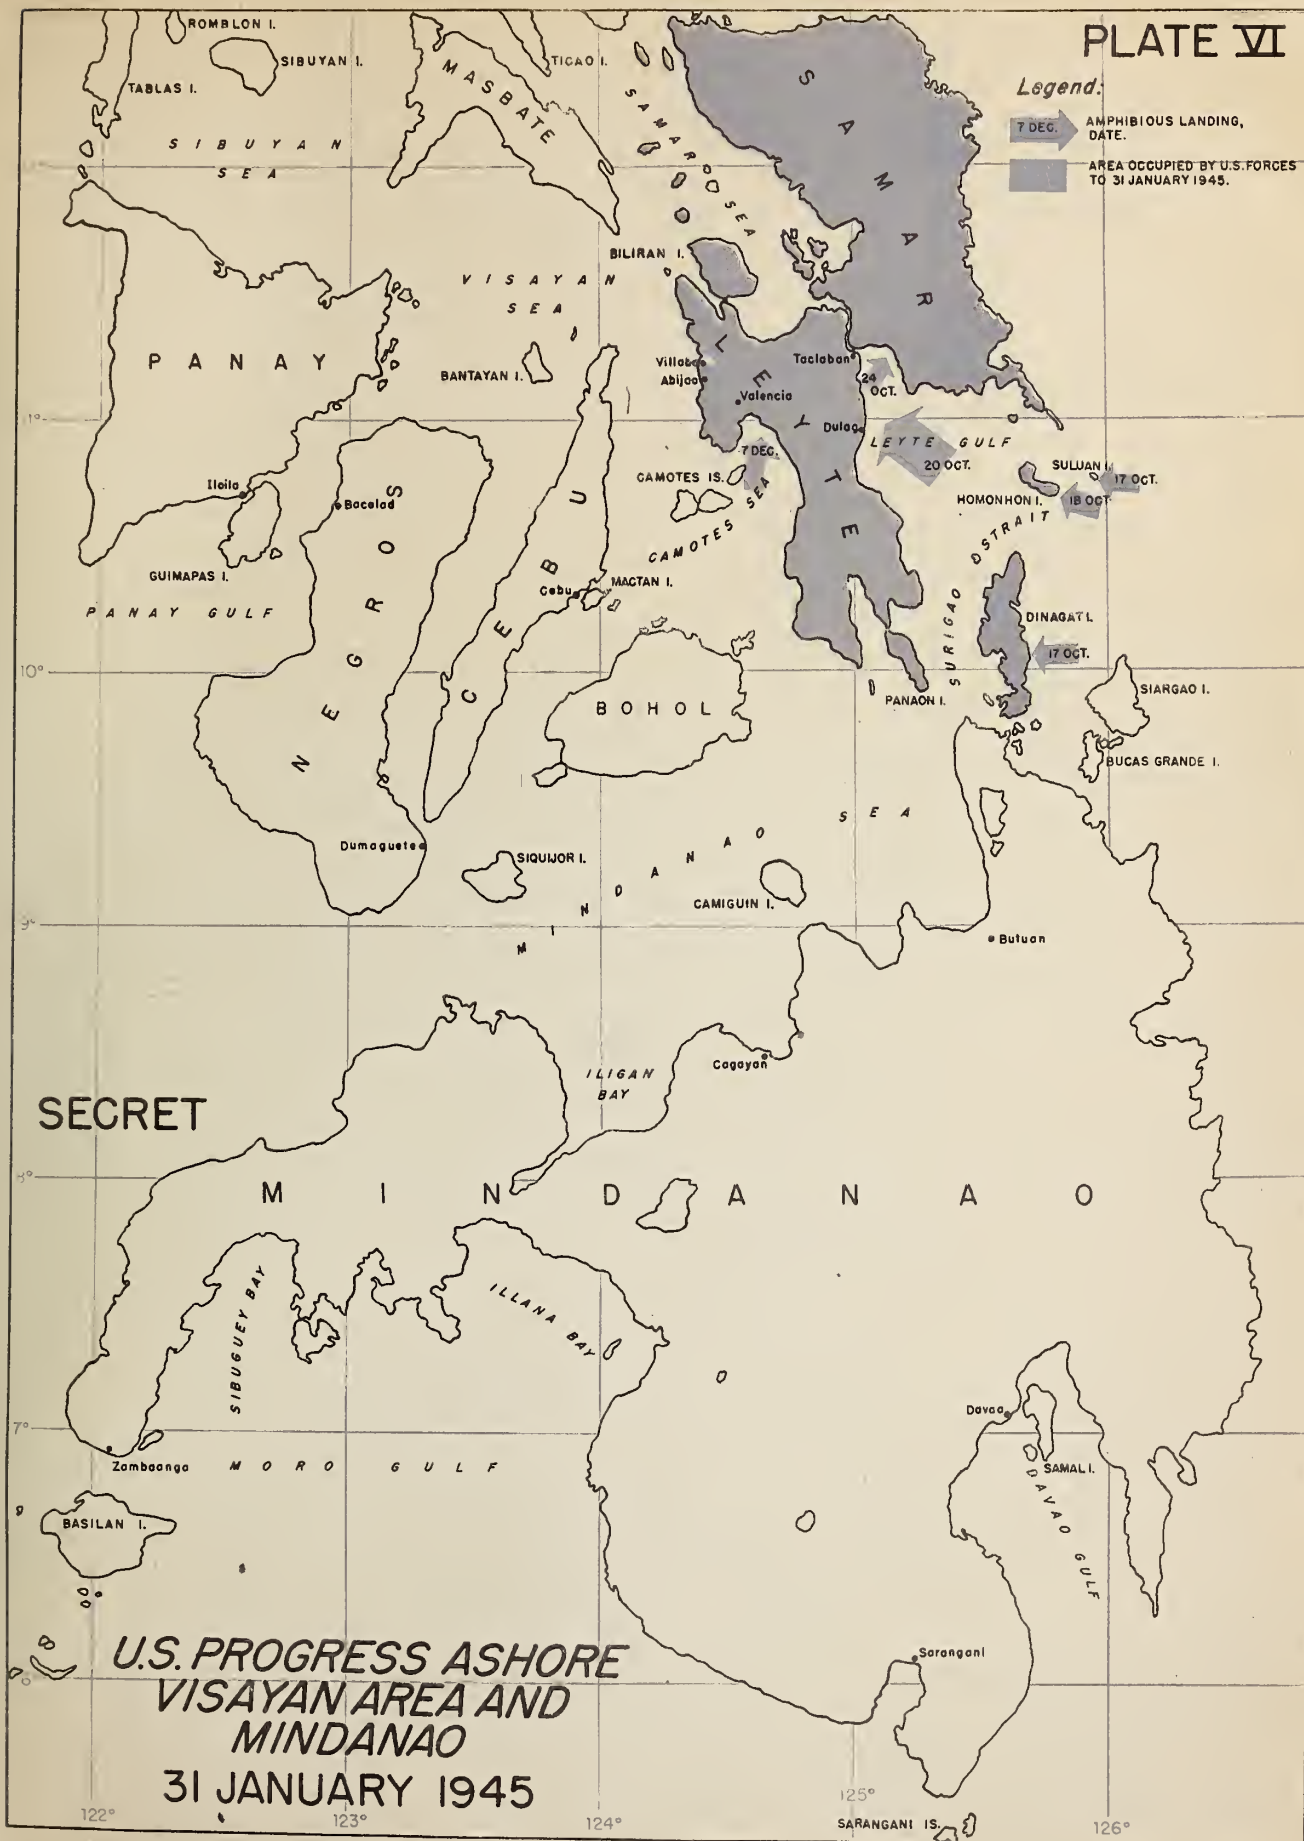 PLATE VI
Legend:
7 DEC.
AMPHIBIOUS LANDING,
DATE.
AREA OCCUPIED BY U.S. FORCES
TO 31 JANUARY 1945.
ROMBLON I.
SIBUYAN I.
TABLAS I.
SIBUYAN
SEA
MASBATE
TICAO I.
SAMAR SEA
SAMAR
BILIRAN I.
VISAYAN
SEA
PANAY
BANTAYAN I.
Villaba
Abijao
Valencia
Tacloban
24
OCT.
LEYTE
Dulag
LEYTE GULF
20 OCT.
7 DEC.
SULUAN I.
17 OCT.
HOMONHON I.
18 OCT.
11°
Iloilo
Bacolod
CAMOTES IS.
CAMOTES SEA
GUIMAPAS I.
PANAY GULF
NEGROS
CEBU
Cebu
MACTAN I.
SURIGAO STRAIT
DINAGAT I.
17 OCT.
10°
BOHOL
PANAON I.
SIARGAO I.
BUCAS GRANDE I.
Dumaguete
SIQUIJOR I.
MINDANAO SEA
CAMIGUIN I.
9°
Butuan
Cagayan
ILIGAN
BAY
SECRET
8°
MINDANAO
SIBUGUEY BAY
ILLANA BAY
7°
Zamboanga
MORO GULF
Davao
SAMAL I.
DAVAO GULF
BASILAN I.
6°
Sarangani
U.S. PROGRESS ASHORE
VISAYAN AREA AND
MINDANAO
31 JANUARY 1945
122°
123°
124°
125°
126°
SARANGANI IS.